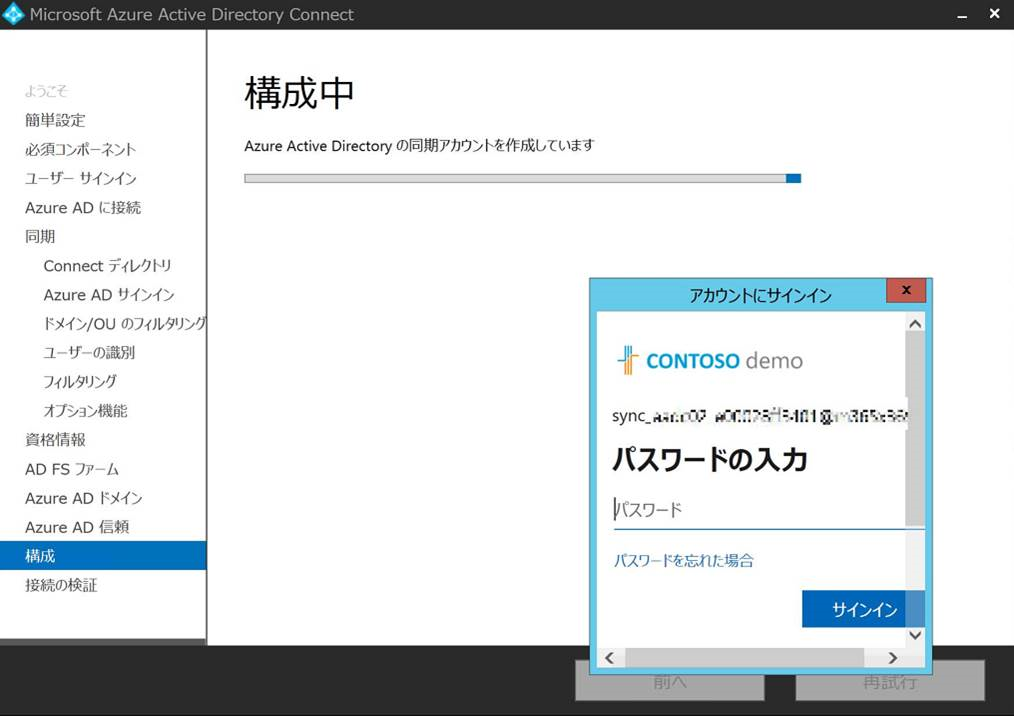 Microsoft Azure Active Directory Connect
ようこそ
簡単設定
必須コンポーネント
ユーザー サインイン
Azure AD に接続
同期
Connect ディレクトリ
Azure AD サインイン
ドメイン/OU のフィルタリング
ユーザーの識別
フィルタリング
オプション機能
資格情報
AD FS ファーム
Azure AD ドメイン
Azure AD 信頼
構成
接続の検証
構成中
Azure Active Directory の同期アカウントを作成しています
アカウントにサインイン
CONTOSO demo
sync_
パスワードの入力
パスワード
パスワードを忘れた場合
サインイン
前へ
再試行